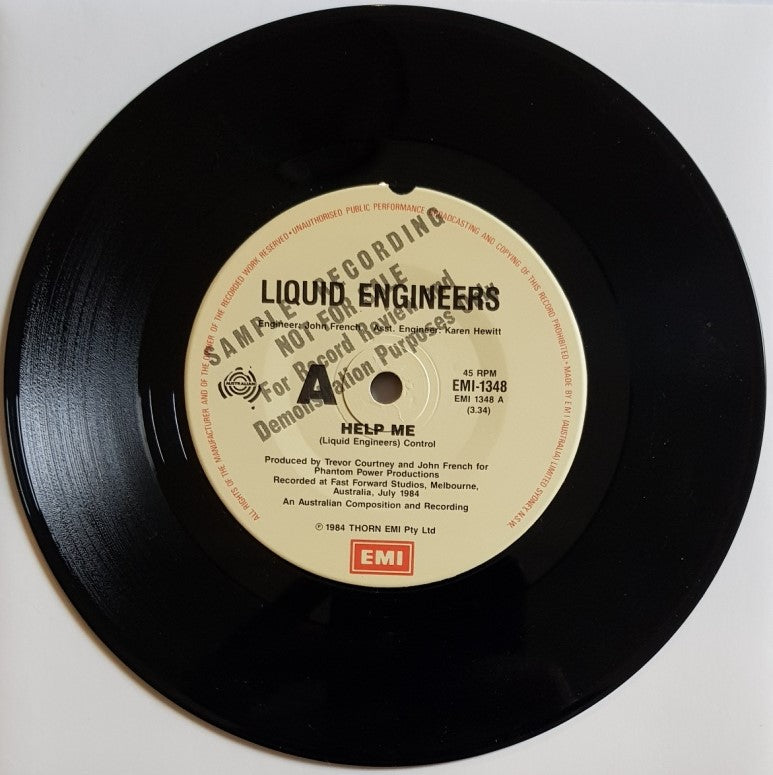 ALL RIGHTS OF THE MANUFACTURER AND OF THE OWNER OF THE RECORDED WORK RESERVED • UNAUTHORISED PUBLIC PERFORMANCE BROADCASTING AND COPYING OF THIS RECORD PROHIBITED • MADE BY E M I (AUSTRALIA) LIMITED SYDNEY N.S.W.
SAMPLE RECORDING
NOT FOR SALE
For Record Review and
Demonstration Purposes Only
LIQUID ENGINEERS
Engineer: John French Asst. Engineer: Karen Hewitt
AUSTRALIAN
A
45 RPM
EMI-1348
EMI 1348 A
(3.34)
HELP ME
(Liquid Engineers) Control
Produced by Trevor Courtney and John French for
Phantom Power Productions
Recorded at Fast Forward Studios, Melbourne,
Australia, July 1984
An Australian Composition and Recording
℗ 1984 THORN EMI Pty Ltd
EMI